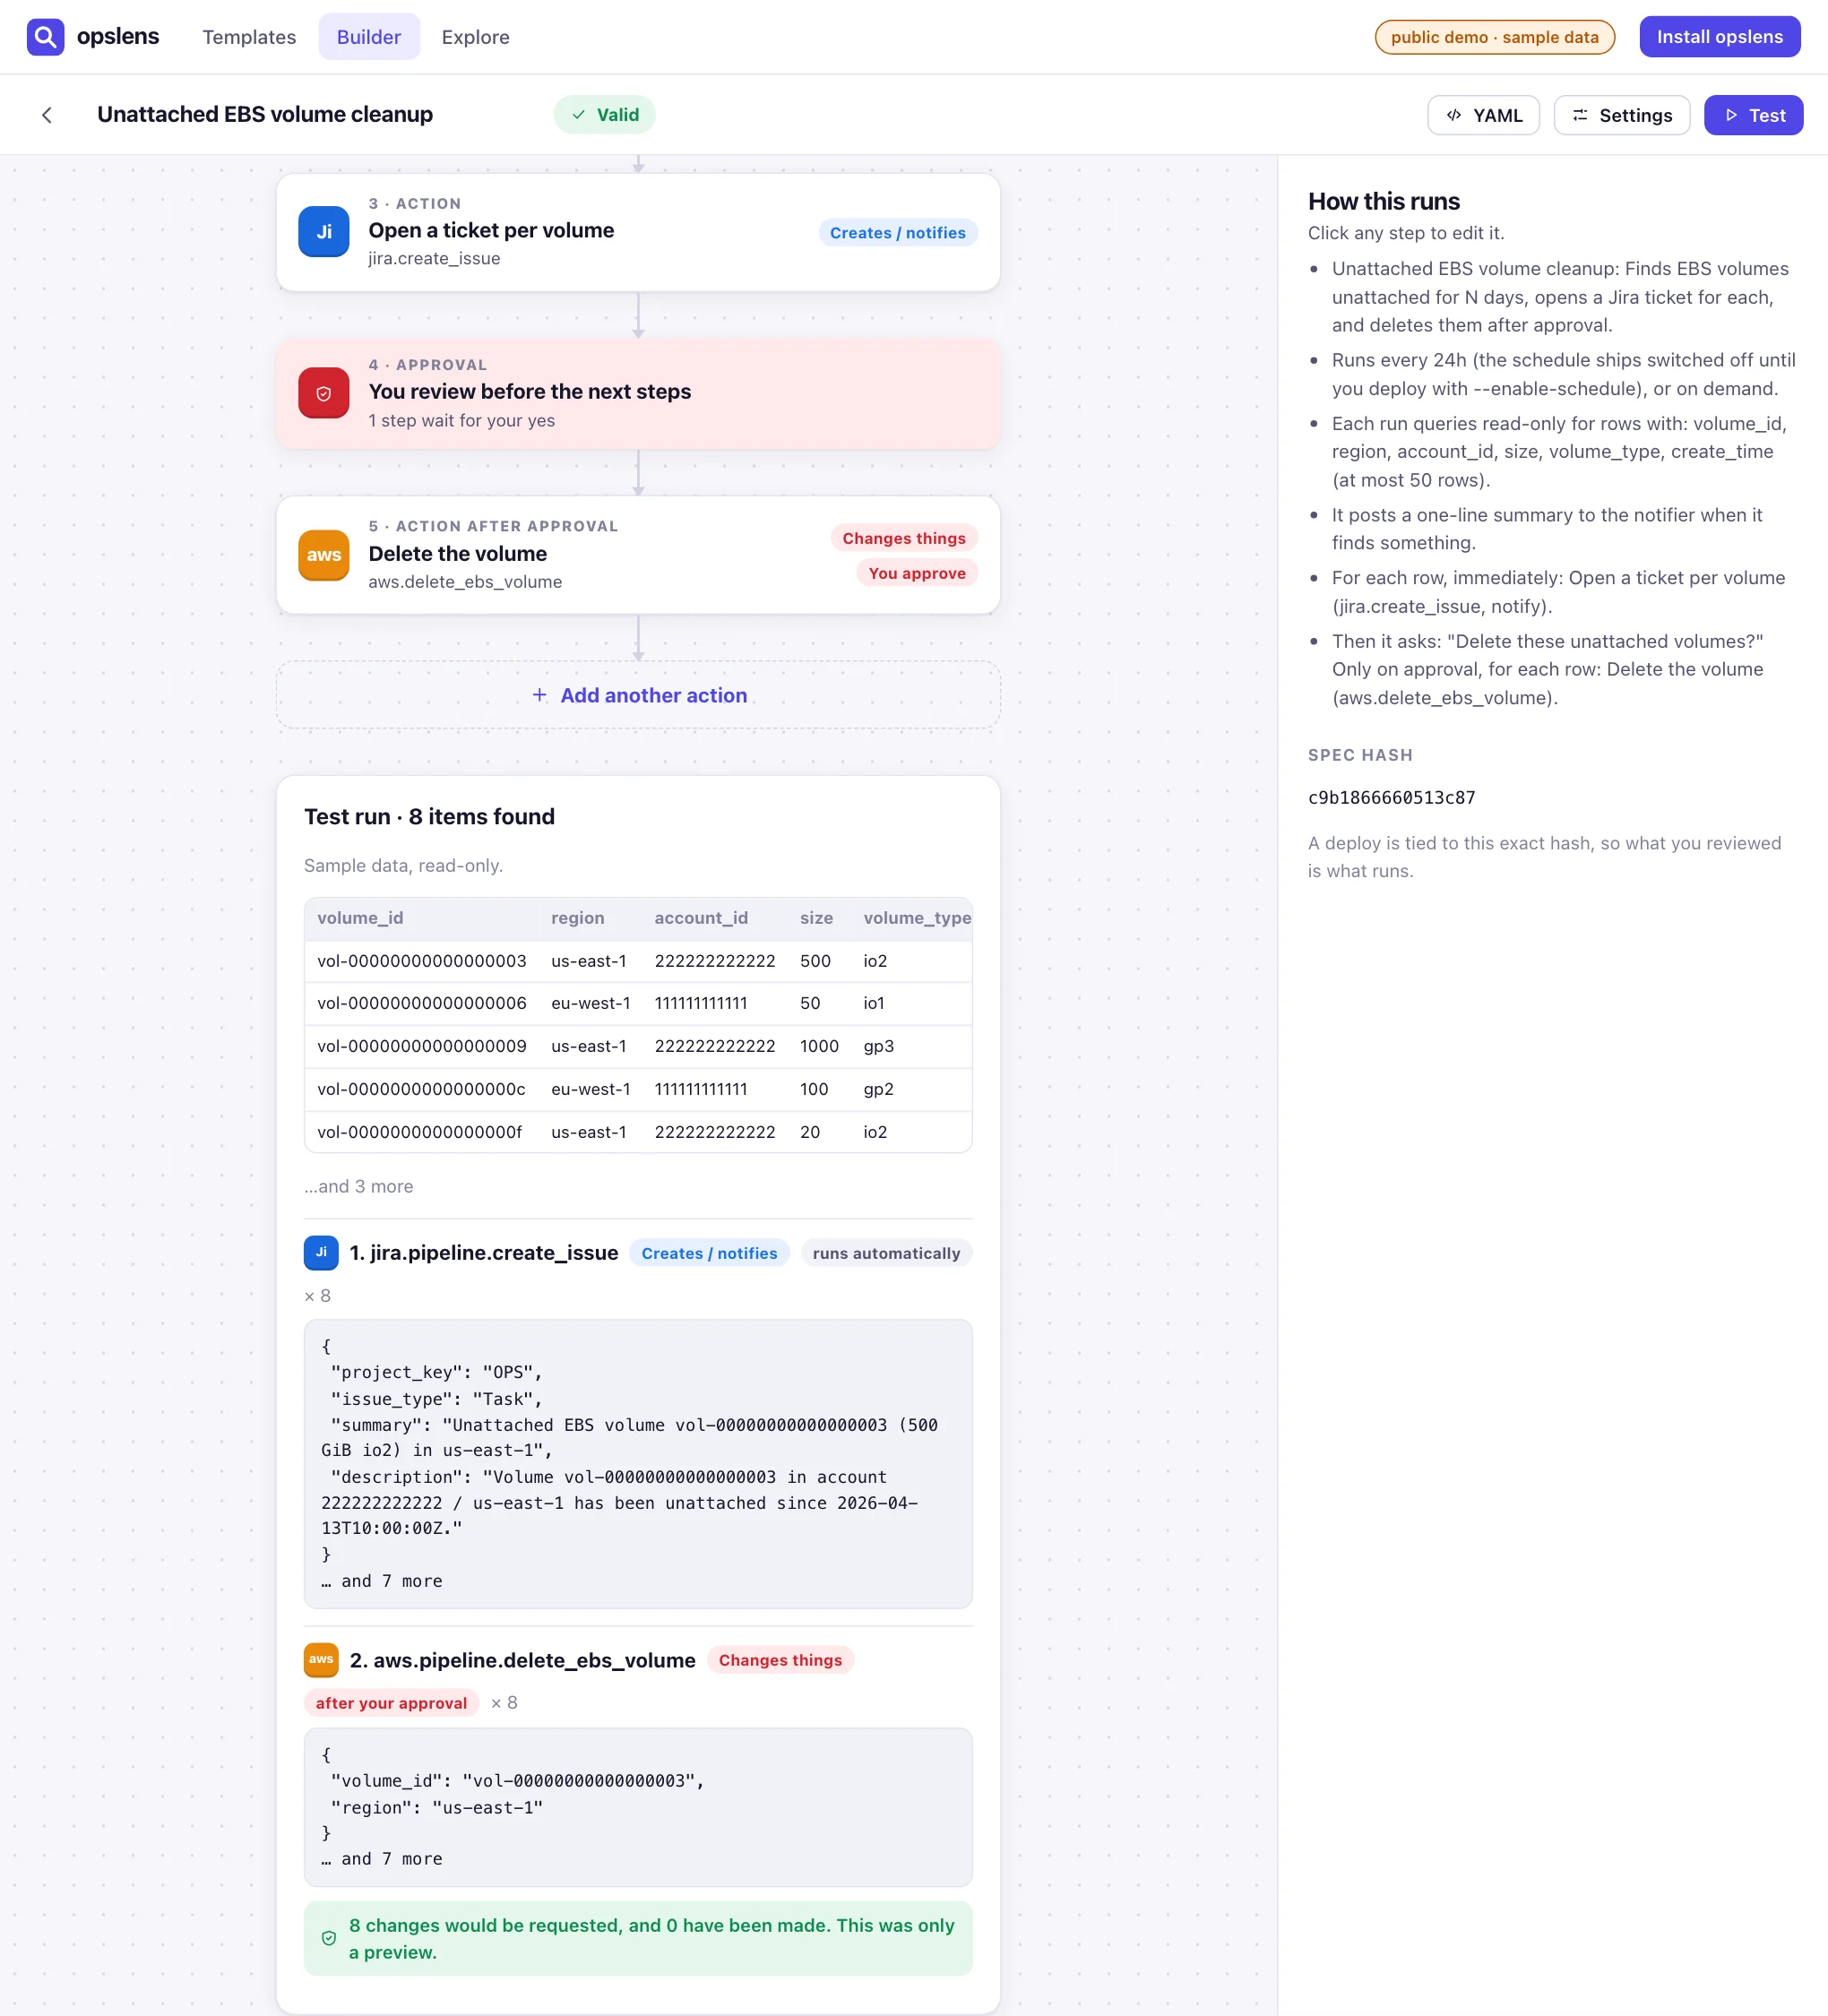 opslens
Templates
Builder
Explore
public demo · sample data
Install opslens
Unattached EBS volume cleanup
Valid
YAML
Settings
Test
Ji
3 · ACTION
Open a ticket per volume
jira.create_issue
Creates / notifies
4 · APPROVAL
You review before the next steps
1 step wait for your yes
aws
5 · ACTION AFTER APPROVAL
Delete the volume
aws.delete_ebs_volume
Changes things
You approve
+ Add another action
Test run · 8 items found
Sample data, read-only.
volume_id region account_id size volume_type
vol-00000000000000003 us-east-1 222222222222 500 io2
vol-00000000000000006 eu-west-1 111111111111 50 io1
vol-00000000000000009 us-east-1 222222222222 1000 gp3
vol-0000000000000000c eu-west-1 111111111111 100 gp2
vol-0000000000000000f us-east-1 222222222222 20 io2
...and 3 more
Ji
1. jira.pipeline.create_issue
Creates / notifies
runs automatically
× 8
{
"project_key": "OPS",
"issue_type": "Task",
"summary": "Unattached EBS volume vol-00000000000000003 (500
GiB io2) in us-east-1",
"description": "Volume vol-00000000000000003 in account
222222222222 / us-east-1 has been unattached since 2026-04-
13T10:00:00Z."
}
… and 7 more
aws
2. aws.pipeline.delete_ebs_volume
Changes things
after your approval
× 8
{
"volume_id": "vol-00000000000000003",
"region": "us-east-1"
}
… and 7 more
8 changes would be requested, and 0 have been made. This was only
a preview.
How this runs
Click any step to edit it.
• Unattached EBS volume cleanup: Finds EBS volumes
unattached for N days, opens a Jira ticket for each,
and deletes them after approval.
• Runs every 24h (the schedule ships switched off until
you deploy with --enable-schedule), or on demand.
• Each run queries read-only for rows with: volume_id,
region, account_id, size, volume_type, create_time
(at most 50 rows).
• It posts a one-line summary to the notifier when it
finds something.
• For each row, immediately: Open a ticket per volume
(jira.create_issue, notify).
• Then it asks: "Delete these unattached volumes?"
Only on approval, for each row: Delete the volume
(aws.delete_ebs_volume).
SPEC HASH
c9b1866660513c87
A deploy is tied to this exact hash, so what you reviewed
is what runs.